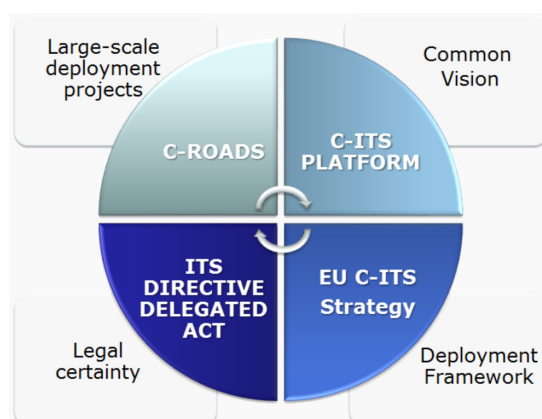 Large-scale
deployment
projects
Common
Vision
C-ROADS
C-ITS
PLATFORM
ITS
DIRECTIVE
DELEGATED
ACT
EU C-ITS
Strategy
Legal
certainty
Deployment
Framework